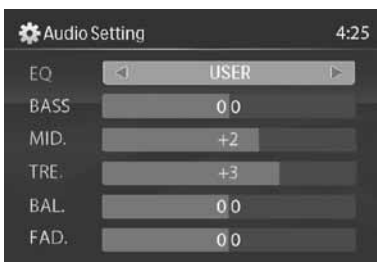 Audio Setting 4:25
EQ USER
BASS 0 0
MID. +2
TRE. +3
BAL. 0 0
FAD. 0 0